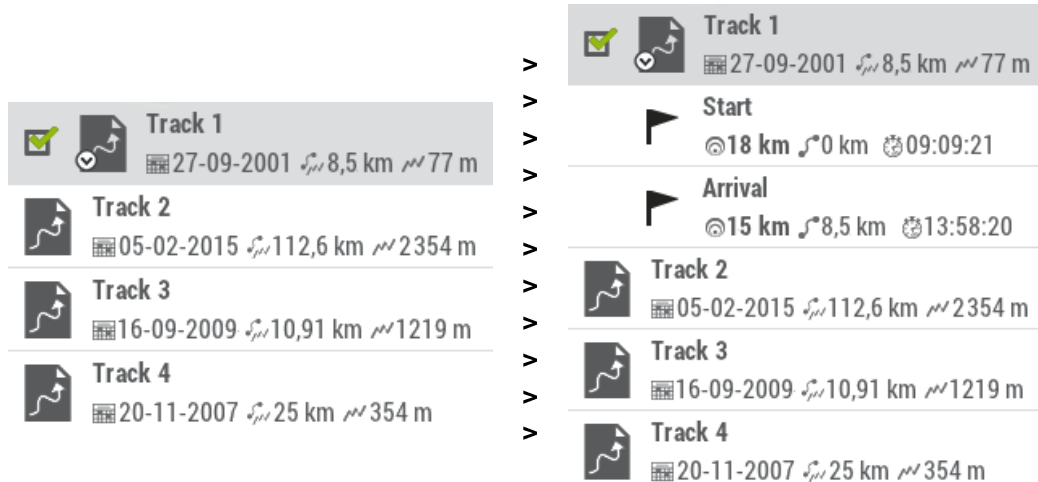 Track 1
27-09-2001 8,5 km 77 m
Track 2
05-02-2015 112,6 km 2354 m
Track 3
16-09-2009 10,91 km 1219 m
Track 4
20-11-2007 25 km 354 m
>
>
>
>
>
>
>
>
>
>
>
Track 1
27-09-2001 8,5 km 77 m
Start
18 km 0 km 09:09:21
Arrival
15 km 8,5 km 13:58:20
Track 2
05-02-2015 112,6 km 2354 m
Track 3
16-09-2009 10,91 km 1219 m
Track 4
20-11-2007 25 km 354 m